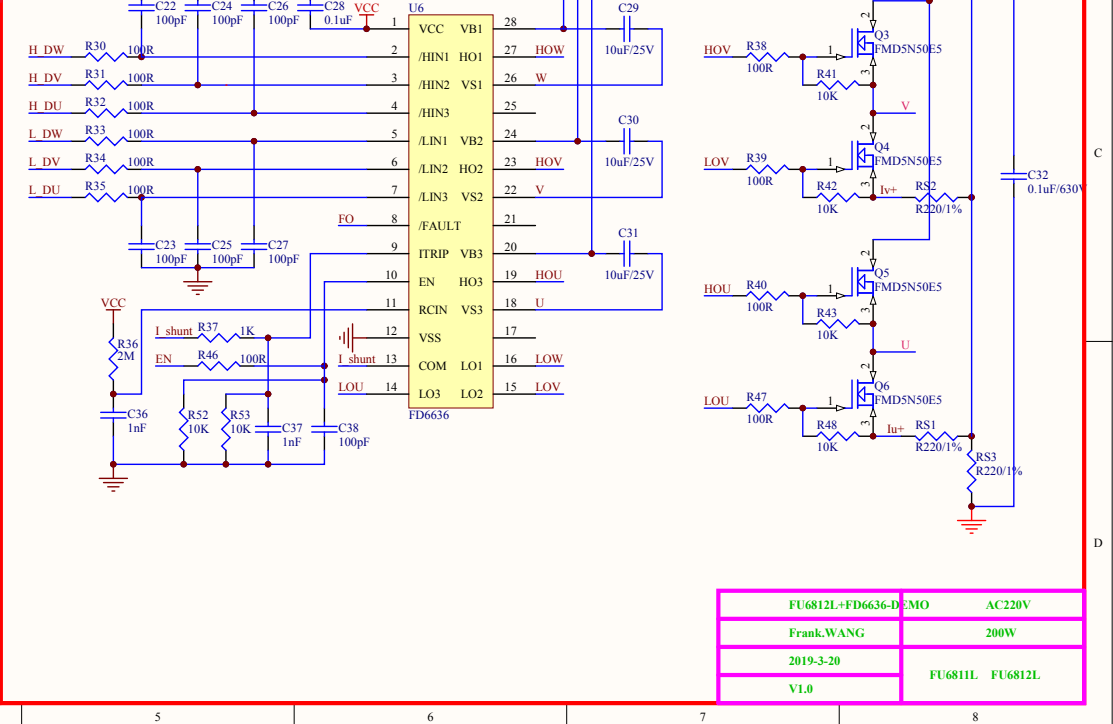 C22
100pF
C24
100pF
C26
100pF
C28
0.1uF
VCC
U6
C29
10uF/25V
H_DW
R30
100R
H_DV
R31
100R
H_DU
R32
100R
L_DW
R33
100R
L_DV
R34
100R
L_DU
R35
100R
1 VCC VB1 28
2 /HIN1 HO1 27 HOW
3 /HIN2 VS1 26 W
4 /HIN3 25
5 /LIN1 VB2 24
6 /LIN2 HO2 23 HOV
7 /LIN3 VS2 22 V
FO 8 /FAULT 21
9 ITRIP VB3 20
10 EN HO3 19 HOU
11 RCIN VS3 18 U
12 VSS 17
I_shunt 13 COM LO1 16 LOW
LOU 14 LO3 LO2 15 LOV
FD6636
C30
10uF/25V
C31
10uF/25V
C23
100pF
C25
100pF
C27
100pF
VCC
R36
2M
I_shunt
R37
1K
EN
R46
100R
C36
1nF
R52
10K
R53
10K
C37
1nF
C38
100pF
HOV
R38
100R
R41
10K
1
2
3
Q3
FMD5N50E5
V
LOV
R39
100R
R42
10K
1
2
3
Q4
FMD5N50E5
Iv+
RS2
R220/1%
C32
0.1uF/630V
HOU
R40
100R
R43
10K
1
2
3
Q5
FMD5N50E5
U
LOU
R47
100R
R48
10K
1
2
3
Q6
FMD5N50E5
Iu+
RS1
R220/1%
RS3
R220/1%
C
D
FU6812L+FD6636-DEMO AC220V
Frank.WANG 200W
2019-3-20
FU6811L FU6812L
V1.0
5 6 7 8